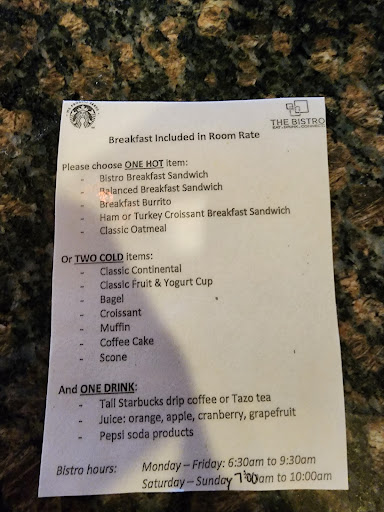 THE BISTRO
EAT. DRINK. CONNECT.
Breakfast Included in Room Rate
Please choose ONE HOT item:
- Bistro Breakfast Sandwich
- Balanced Breakfast Sandwich
- Breakfast Burrito
- Ham or Turkey Croissant Breakfast Sandwich
- Classic Oatmeal
Or TWO COLD items:
- Classic Continental
- Classic Fruit & Yogurt Cup
- Bagel
- Croissant
- Muffin
- Coffee Cake
- Scone
And ONE DRINK:
- Tall Starbucks drip coffee or Tazo tea
- Juice: orange, apple, cranberry, grapefruit
- Pepsi soda products
Bistro hours: Monday – Friday: 6:30am to 9:30am
Saturday – Sunday 7:00am to 10:00am